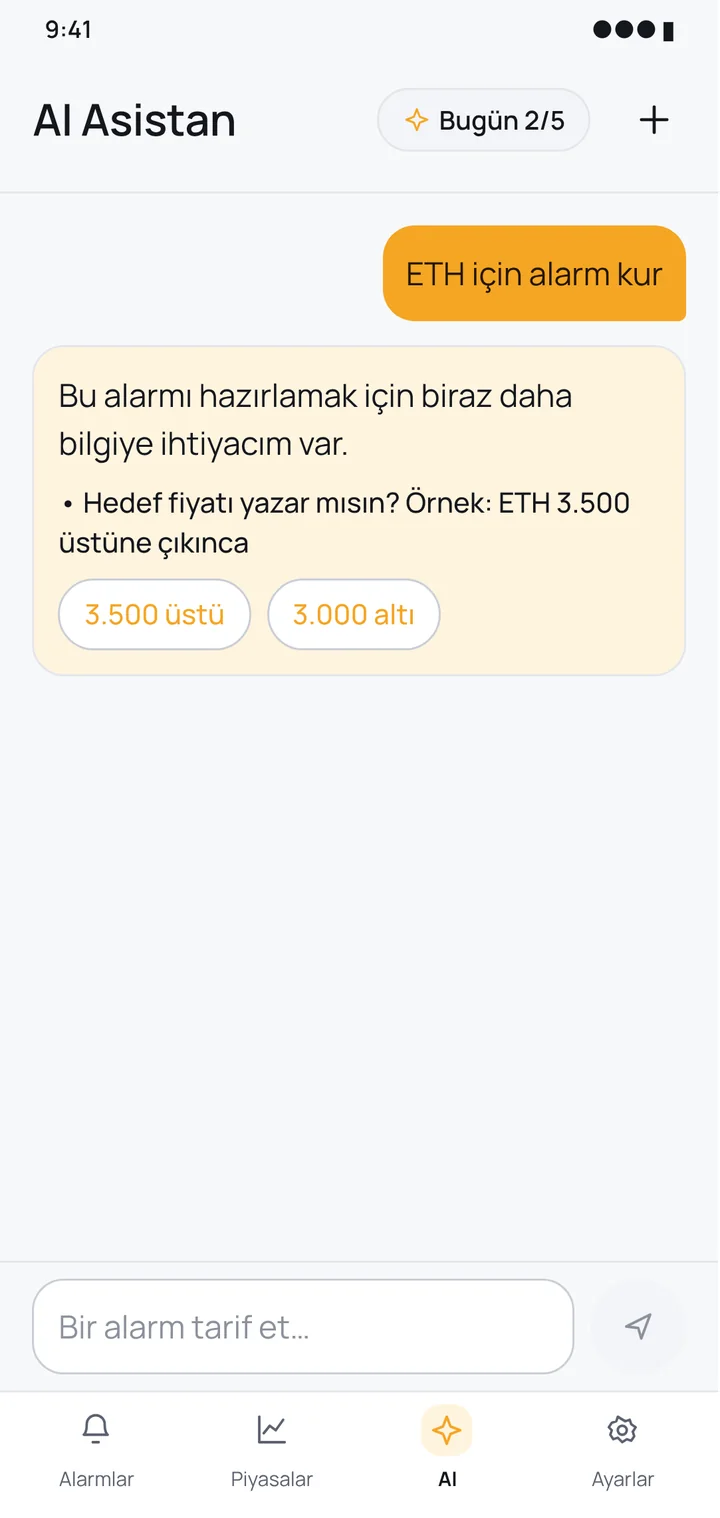 9:41
AI Asistan
Bugün 2/5
ETH için alarm kur
Bu alarmı hazırlamak için biraz daha
bilgiye ihtiyacım var.
• Hedef fiyatı yazar mısın? Örnek: ETH 3.500
üstüne çıkınca
3.500 üstü
3.000 altı
Bir alarm tarif et...
Alarmlar
Piyasalar
AI
Ayarlar